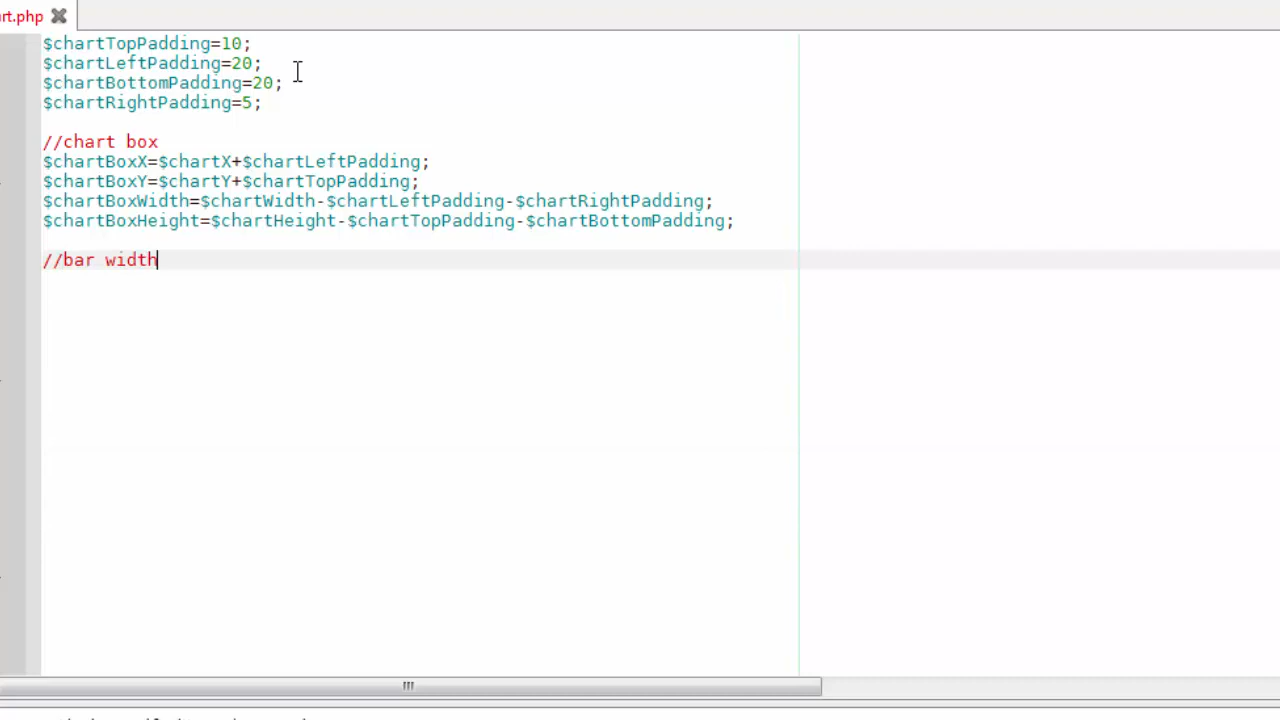 rt.php
$chartTopPadding=10;
$chartLeftPadding=20;
$chartBottomPadding=20;
$chartRightPadding=5;
//chart box
$chartBoxX=$chartX+$chartLeftPadding;
$chartBoxY=$chartY+$chartTopPadding;
$chartBoxWidth=$chartWidth-$chartLeftPadding-$chartRightPadding;
$chartBoxHeight=$chartHeight-$chartTopPadding-$chartBottomPadding;
//bar width